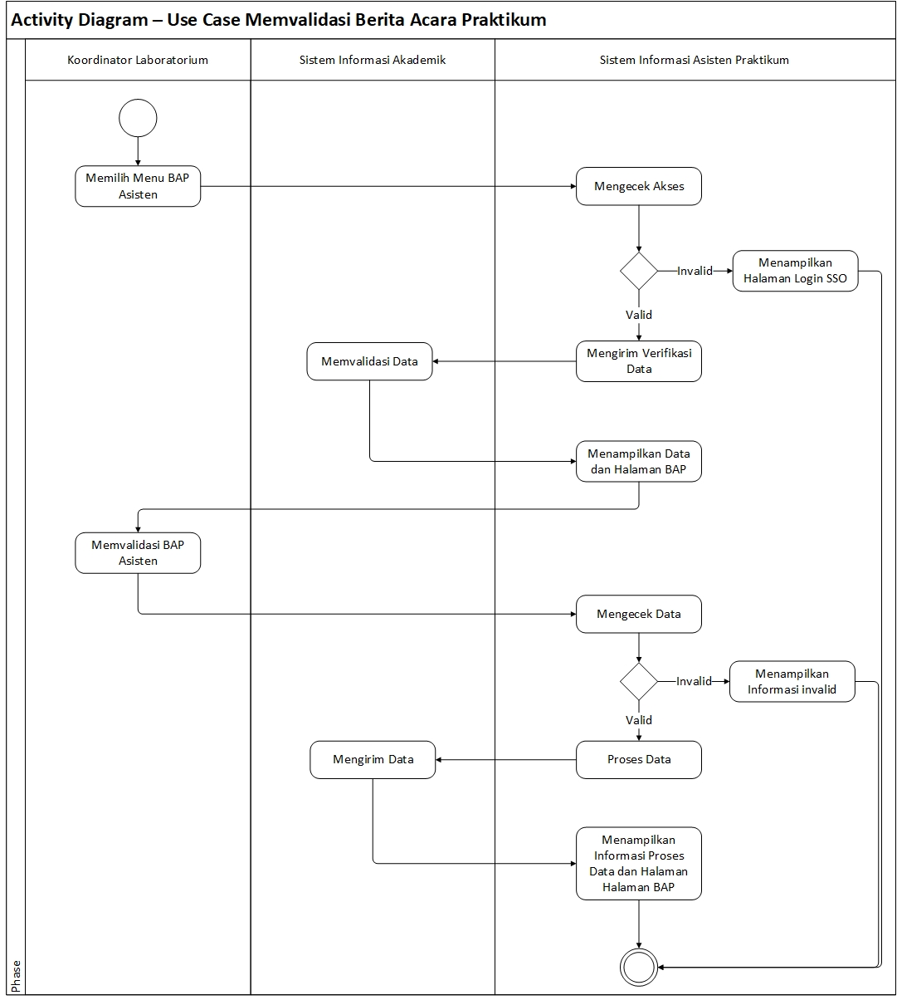 Activity Diagram – Use Case Memvalidasi Berita Acara Praktikum
Koordinator Laboratorium
Sistem Informasi Akademik
Sistem Informasi Asisten Praktikum
Memilih Menu BAP
Asisten
Mengecek Akses
Invalid
Menampilkan
Halaman Login SSO
Valid
Memvalidasi Data
Mengirim Verifikasi
Data
Menampilkan Data
dan Halaman BAP
Memvalidasi BAP
Asisten
Mengecek Data
Invalid
Menampilkan
Informasi invalid
Valid
Mengirim Data
Proses Data
Menampilkan
Informasi Proses
Data dan Halaman
Halaman BAP
Phase